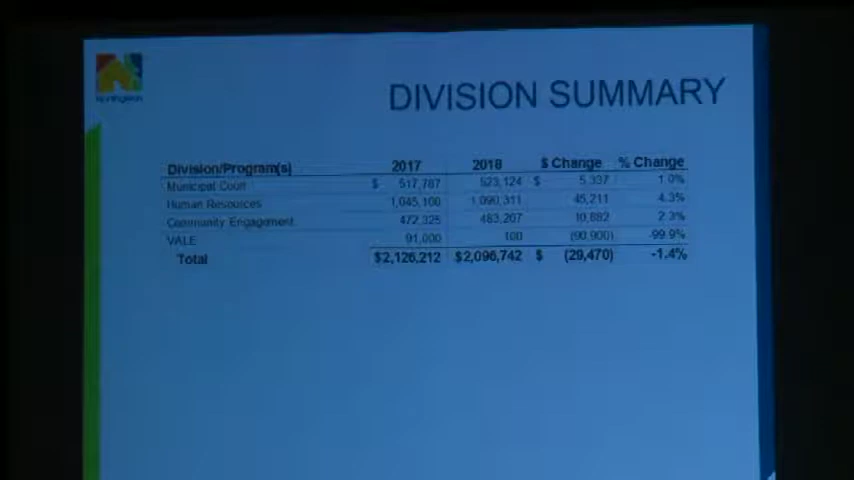 DIVISION SUMMARY
Division/Program(s) 2017 2018 $ Change % Change
Municipal Court $ 517,787 523,124 $ 5,337 1.0%
Human Resources 1,045,100 1,090,311 45,211 4.3%
Community Engagement 472,325 483,207 10,882 2.3%
VALE 91,000 100 (90,900) -99.9%
Total $2,126,212 $2,096,742 $ (29,470) -1.4%